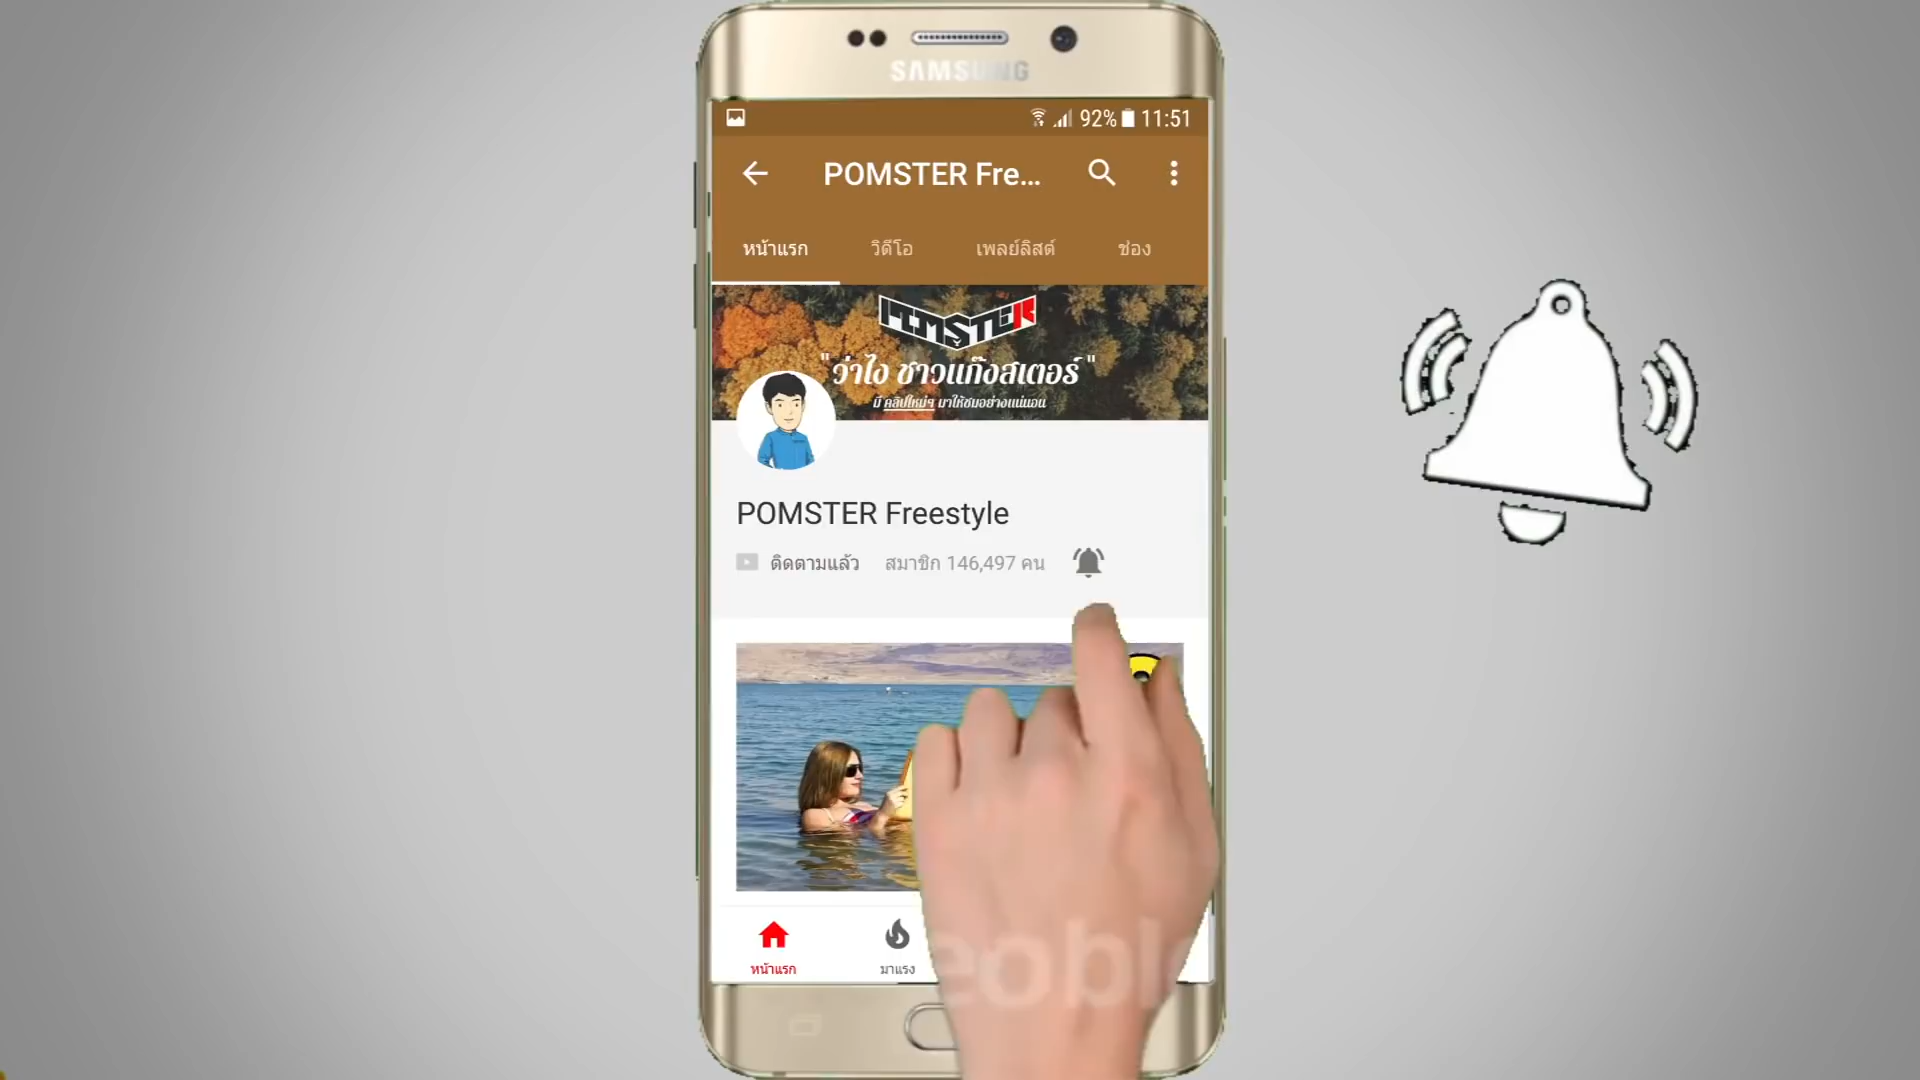 SAMSUNG
92% 11:51
POMSTER Fre...
หน้าแรก วิดีโอ เพลย์ลิสต์ ช่อง
POMSTER
"ว่าไง ชาวแก๊งสเตอร์"
มี คลิปใหม่ๆ มาให้ชมอย่างแน่นอน
POMSTER Freestyle
ติดตามแล้ว สมาชิก 146,497 คน
หน้าแรก มาแรง